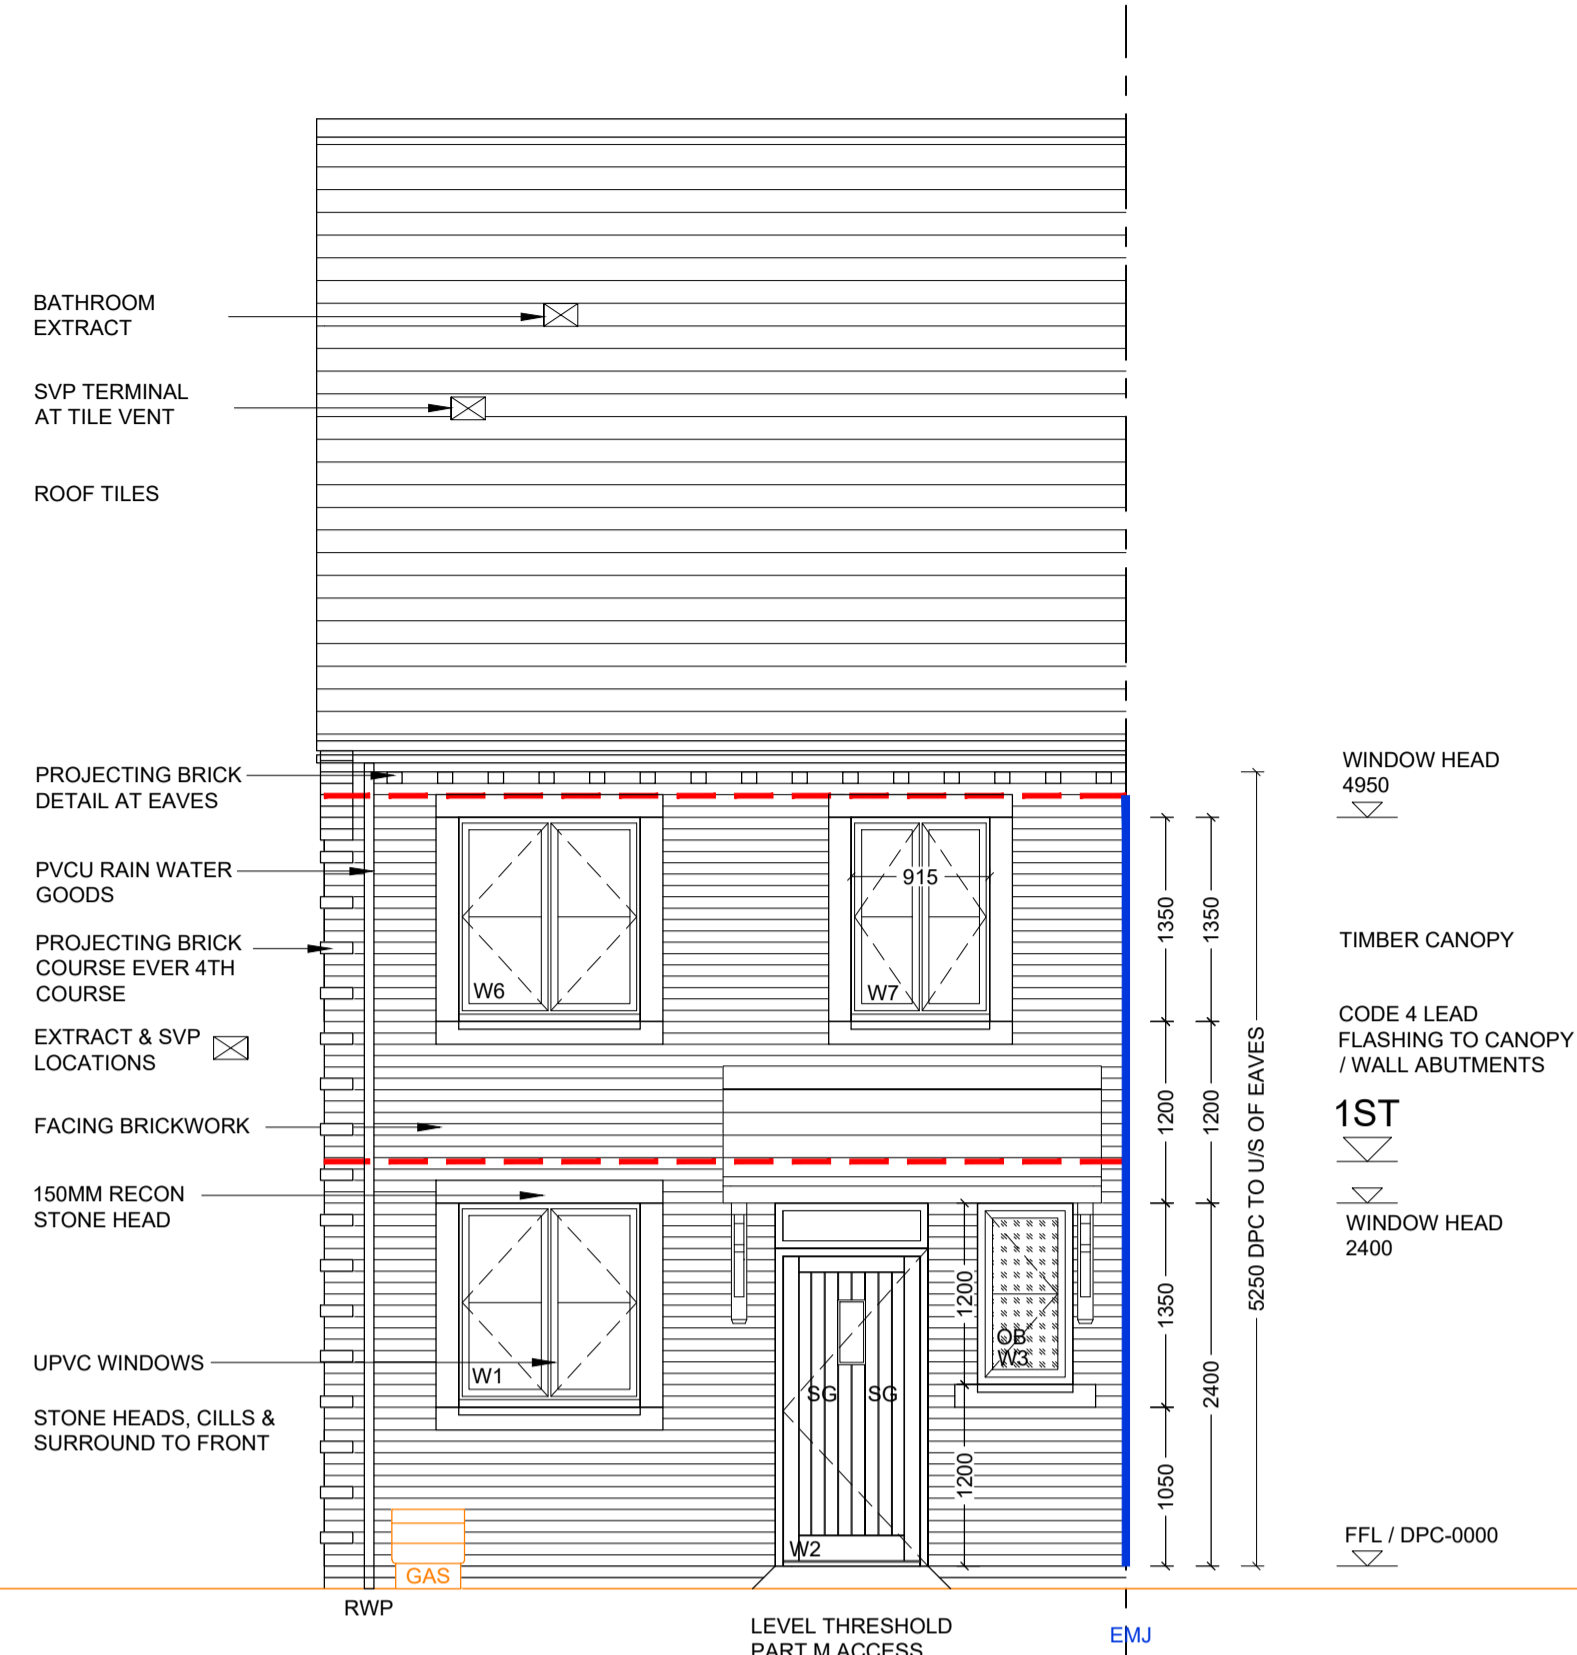 BATHROOM
EXTRACT
SVP TERMINAL
AT TILE VENT
ROOF TILES
PROJECTING BRICK
DETAIL AT EAVES
PVCU RAIN WATER
GOODS
PROJECTING BRICK
COURSE EVER 4TH
COURSE
EXTRACT & SVP
LOCATIONS
FACING BRICKWORK
150MM RECON
STONE HEAD
UPVC WINDOWS
STONE HEADS, CILLS &
SURROUND TO FRONT
W6
915
W7
W1
SG
SG
W2
OB
W3
1200
1200
GAS
RWP
LEVEL THRESHOLD
PART M ACCESS
EMJ
1350
1200
1350
1050
1350
1200
2400
5250 DPC TO U/S OF EAVES
WINDOW HEAD
4950
TIMBER CANOPY
CODE 4 LEAD
FLASHING TO CANOPY
/ WALL ABUTMENTS
1ST
WINDOW HEAD
2400
FFL / DPC-0000